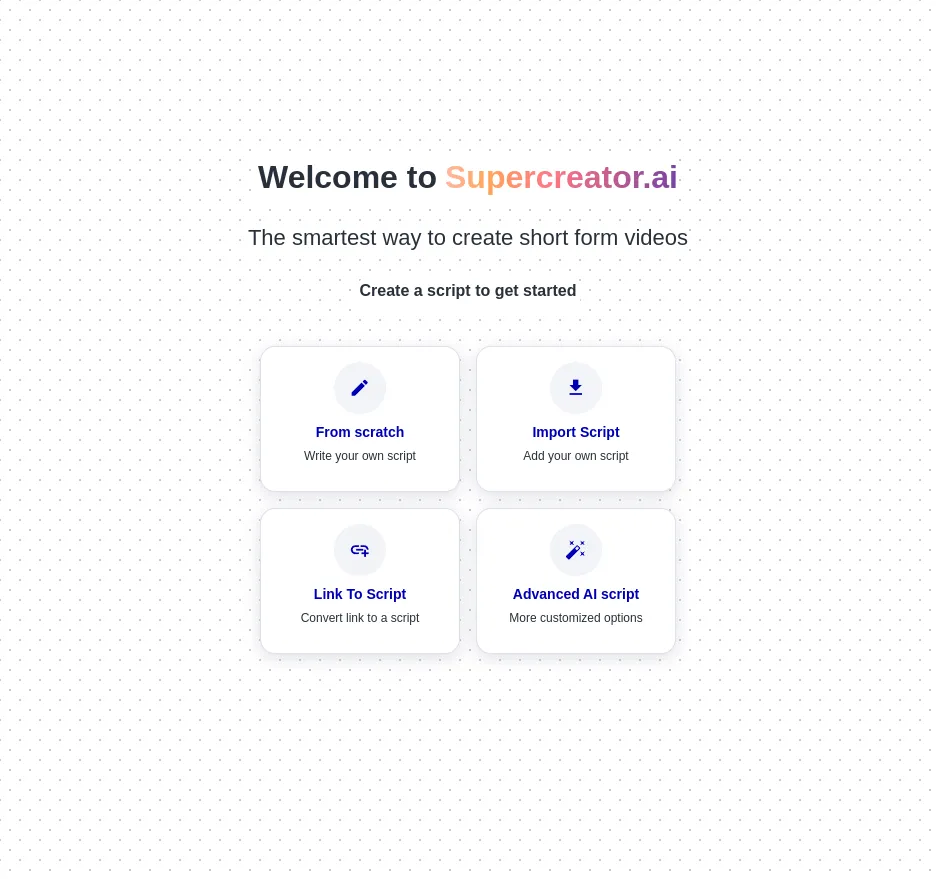 Welcome to Supercreator.ai
The smartest way to create short form videos
Create a script to get started
From scratch
Write your own script
Import Script
Add your own script
Link To Script
Convert link to a script
Advanced AI script
More customized options